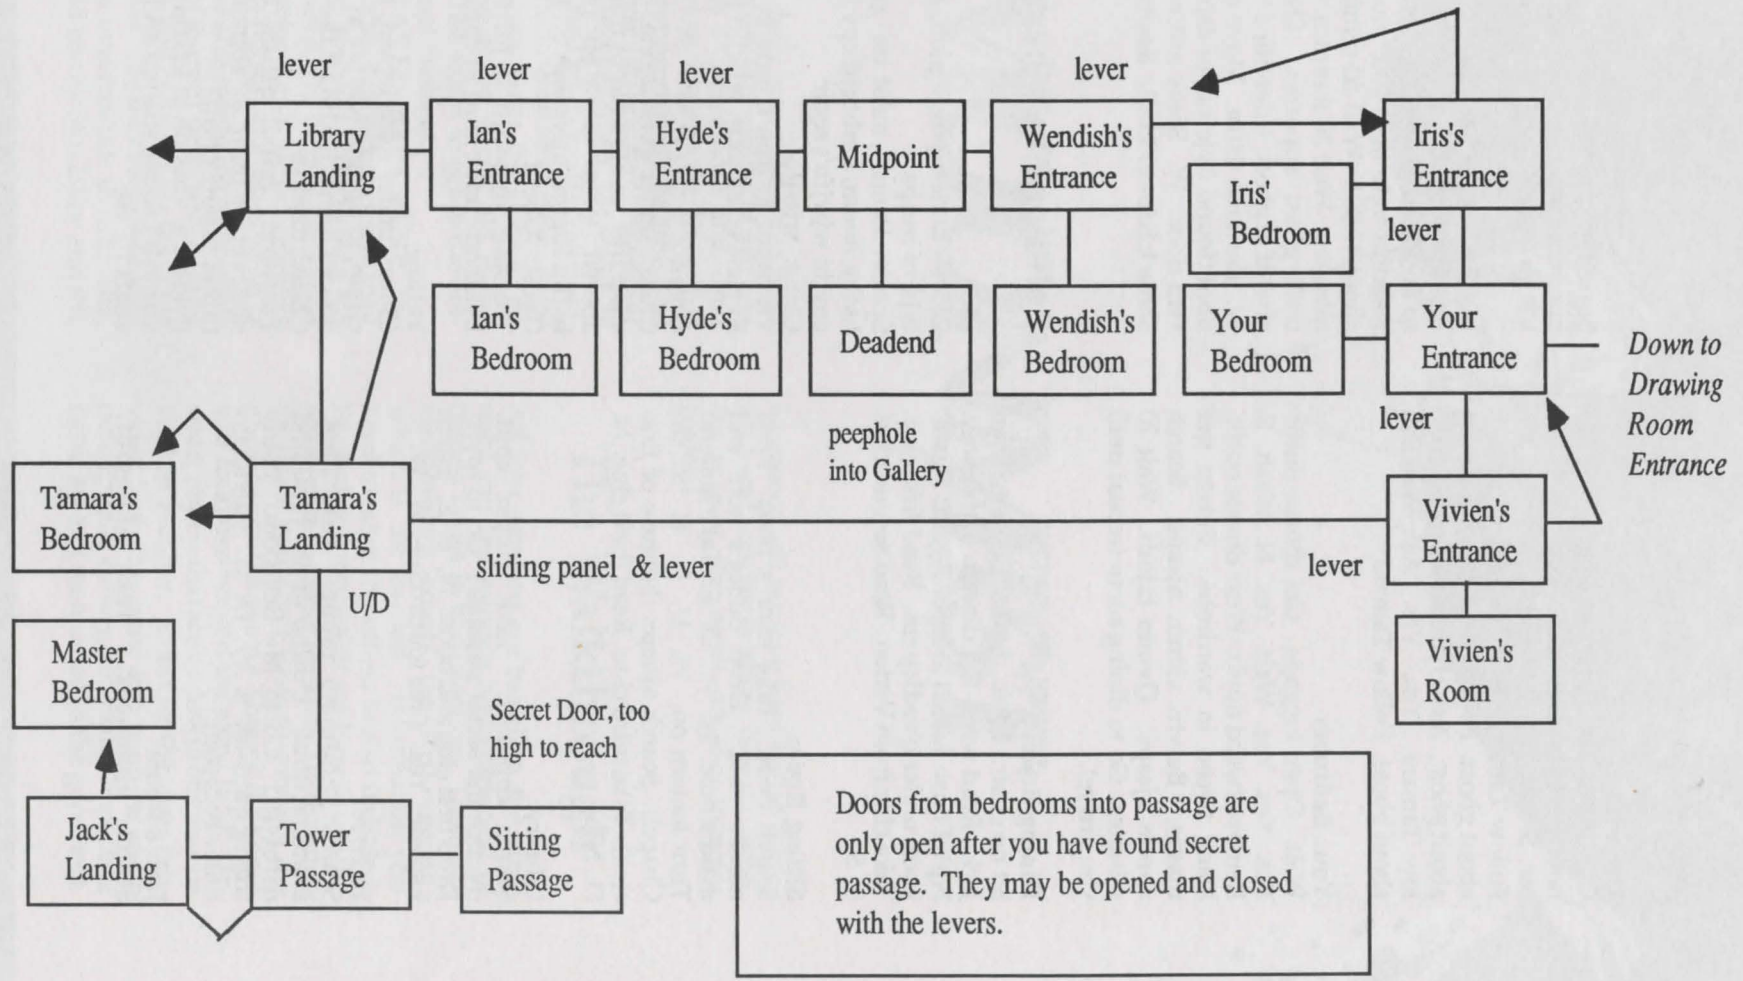 lever
lever
lever
lever
Library
Landing
Ian's
Entrance
Hyde's
Entrance
Midpoint
Wendish's
Entrance
Iris's
Entrance
Iris'
Bedroom
lever
Ian's
Bedroom
Hyde's
Bedroom
Deadend
Wendish's
Bedroom
Your
Bedroom
Your
Entrance
Down to
Drawing
Room
Entrance
lever
peephole
into Gallery
Tamara's
Bedroom
Tamara's
Landing
Vivien's
Entrance
sliding panel & lever
lever
U/D
Master
Bedroom
Vivien's
Room
Secret Door, too
high to reach
Jack's
Landing
Tower
Passage
Sitting
Passage
Doors from bedrooms into passage are
only open after you have found secret
passage. They may be opened and closed
with the levers.